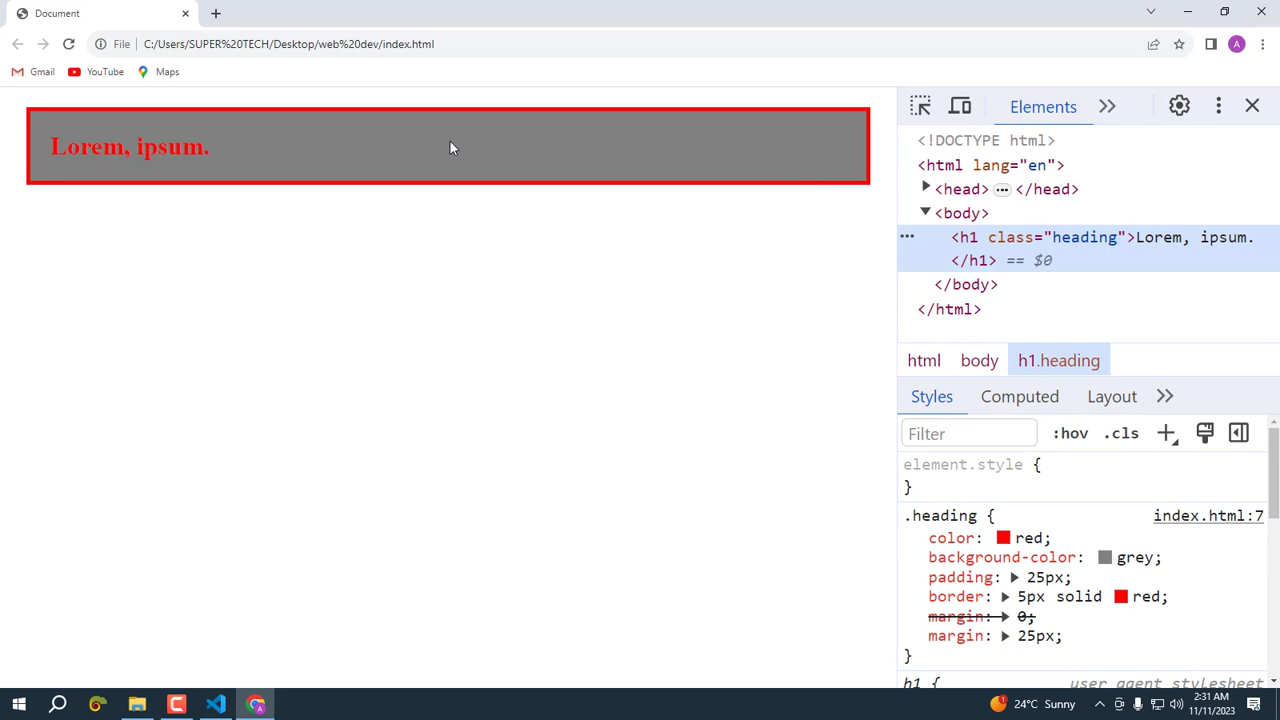 Document
File C:/Users/SUPER%20TECH/Desktop/web%20dev/index.html
A
Gmail YouTube Maps
Lorem, ipsum.
Elements
<!DOCTYPE html>
<html lang="en">
<head> ••• </head>
<body>
<h1 class="heading">Lorem, ipsum.
</h1> == $0
</body>
</html>
html body h1.heading
Styles Computed Layout
Filter :hov .cls
element.style {
}
.heading { index.html:7
color: red;
background-color: grey;
padding: 25px;
border: 5px solid red;
margin: 0;
margin: 25px;
}
h1 { user agent stylesheet
24°C Sunny
2:31 AM
11/11/2023